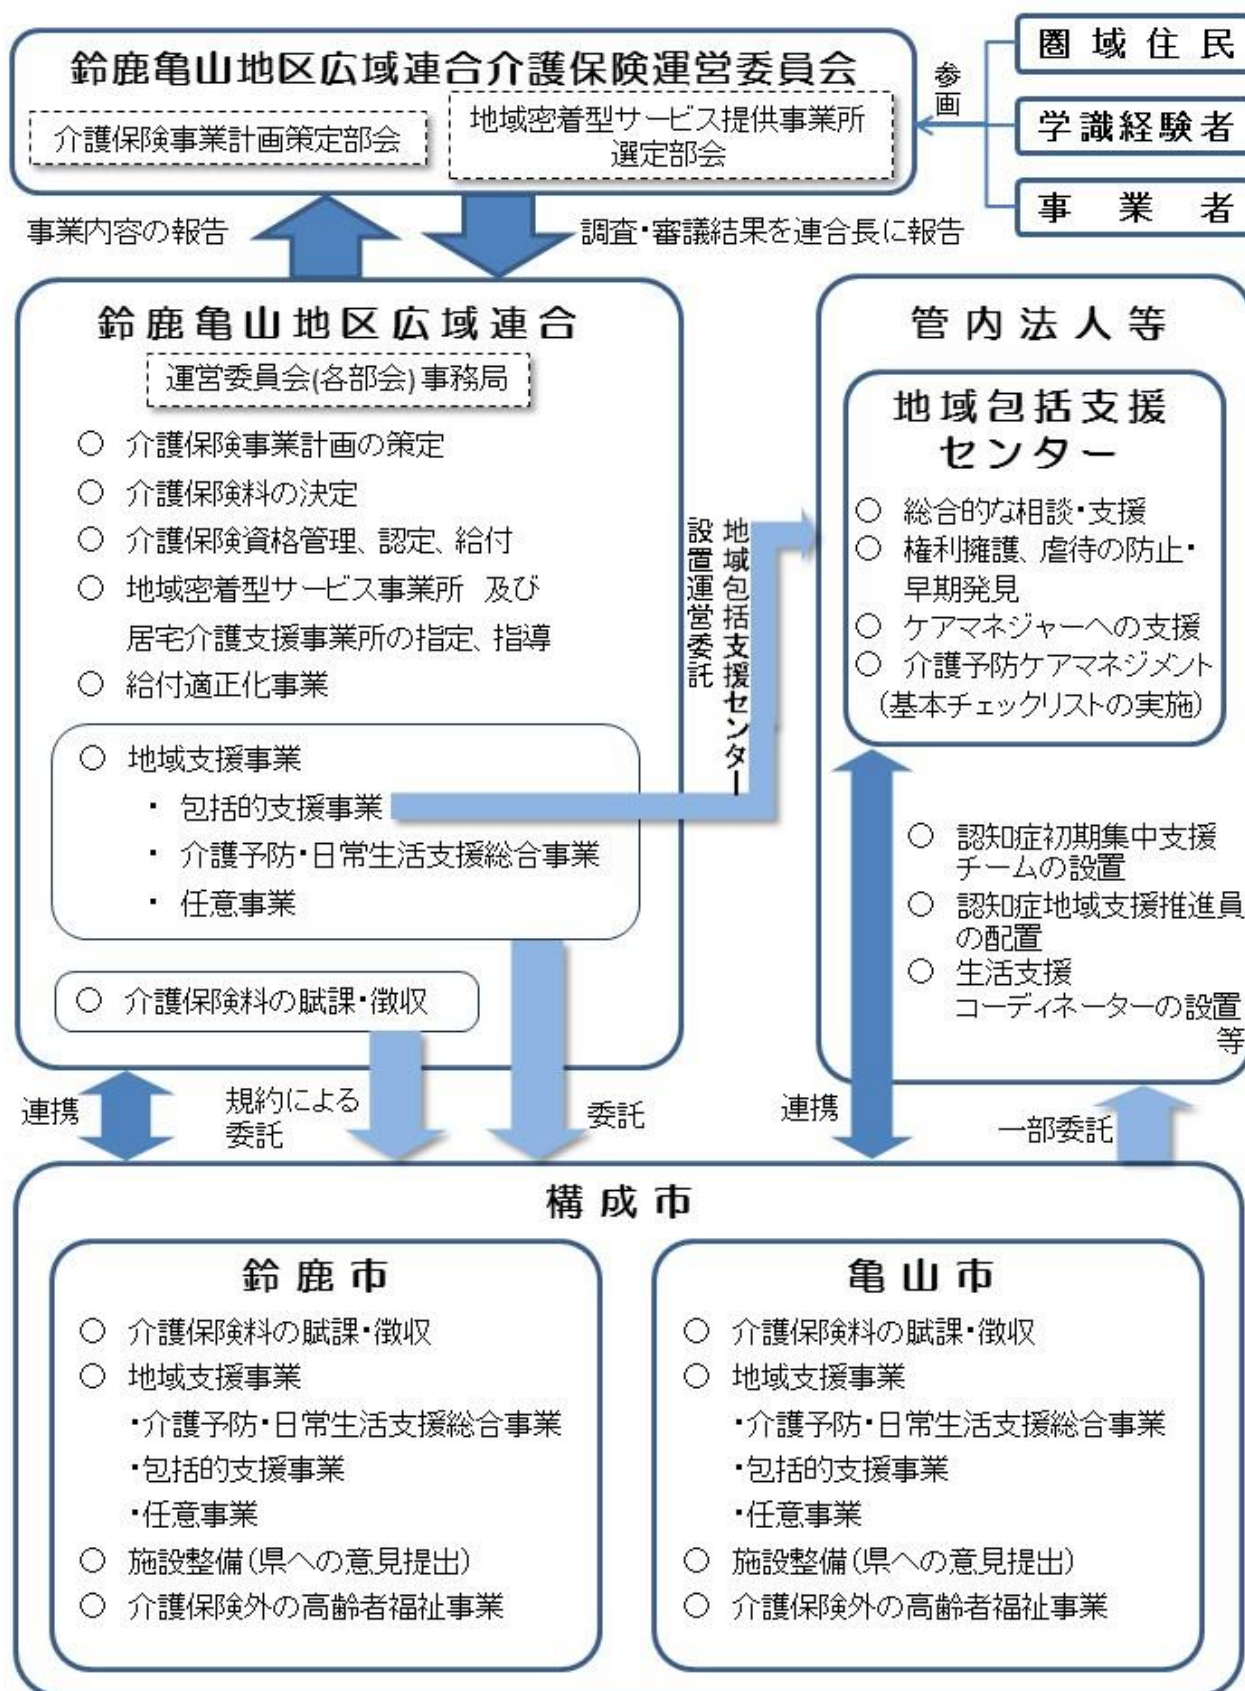 鈴鹿亀山地区広域連合介護保険運営委員会
介護保険事業計画策定部会
地域密着型サービス提供事業所
選定部会
参画
圏域住民
学識経験者
事業者
事業内容の報告
調査・審議結果を連合長に報告
鈴鹿亀山地区広域連合
運営委員会(各部会)事務局
○ 介護保険事業計画の策定
○ 介護保険料の決定
○ 介護保険資格管理、認定、給付
○ 地域密着型サービス事業所 及び
居宅介護支援事業所の指定、指導
○ 給付適正化事業
○ 地域支援事業
・ 包括的支援事業
・ 介護予防・日常生活支援総合事業
・ 任意事業
○ 介護保険料の賦課・徴収
地域包括支援センター
設置運営委託
管内法人等
地域包括支援
センター
○ 総合的な相談・支援
○ 権利擁護、虐待の防止・
早期発見
○ ケアマネジャーへの支援
○ 介護予防ケアマネジメント
(基本チェックリストの実施)
○ 認知症初期集中支援
チームの設置
○ 認知症地域支援推進員
の配置
○ 生活支援
コーディネーターの設置
等
連携
規約による
委託
委託
連携
一部委託
構成市
鈴鹿市
○ 介護保険料の賦課・徴収
○ 地域支援事業
・介護予防・日常生活支援総合事業
・包括的支援事業
・任意事業
○ 施設整備(県への意見提出)
○ 介護保険外の高齢者福祉事業
亀山市
○ 介護保険料の賦課・徴収
○ 地域支援事業
・介護予防・日常生活支援総合事業
・包括的支援事業
・任意事業
○ 施設整備(県への意見提出)
○ 介護保険外の高齢者福祉事業